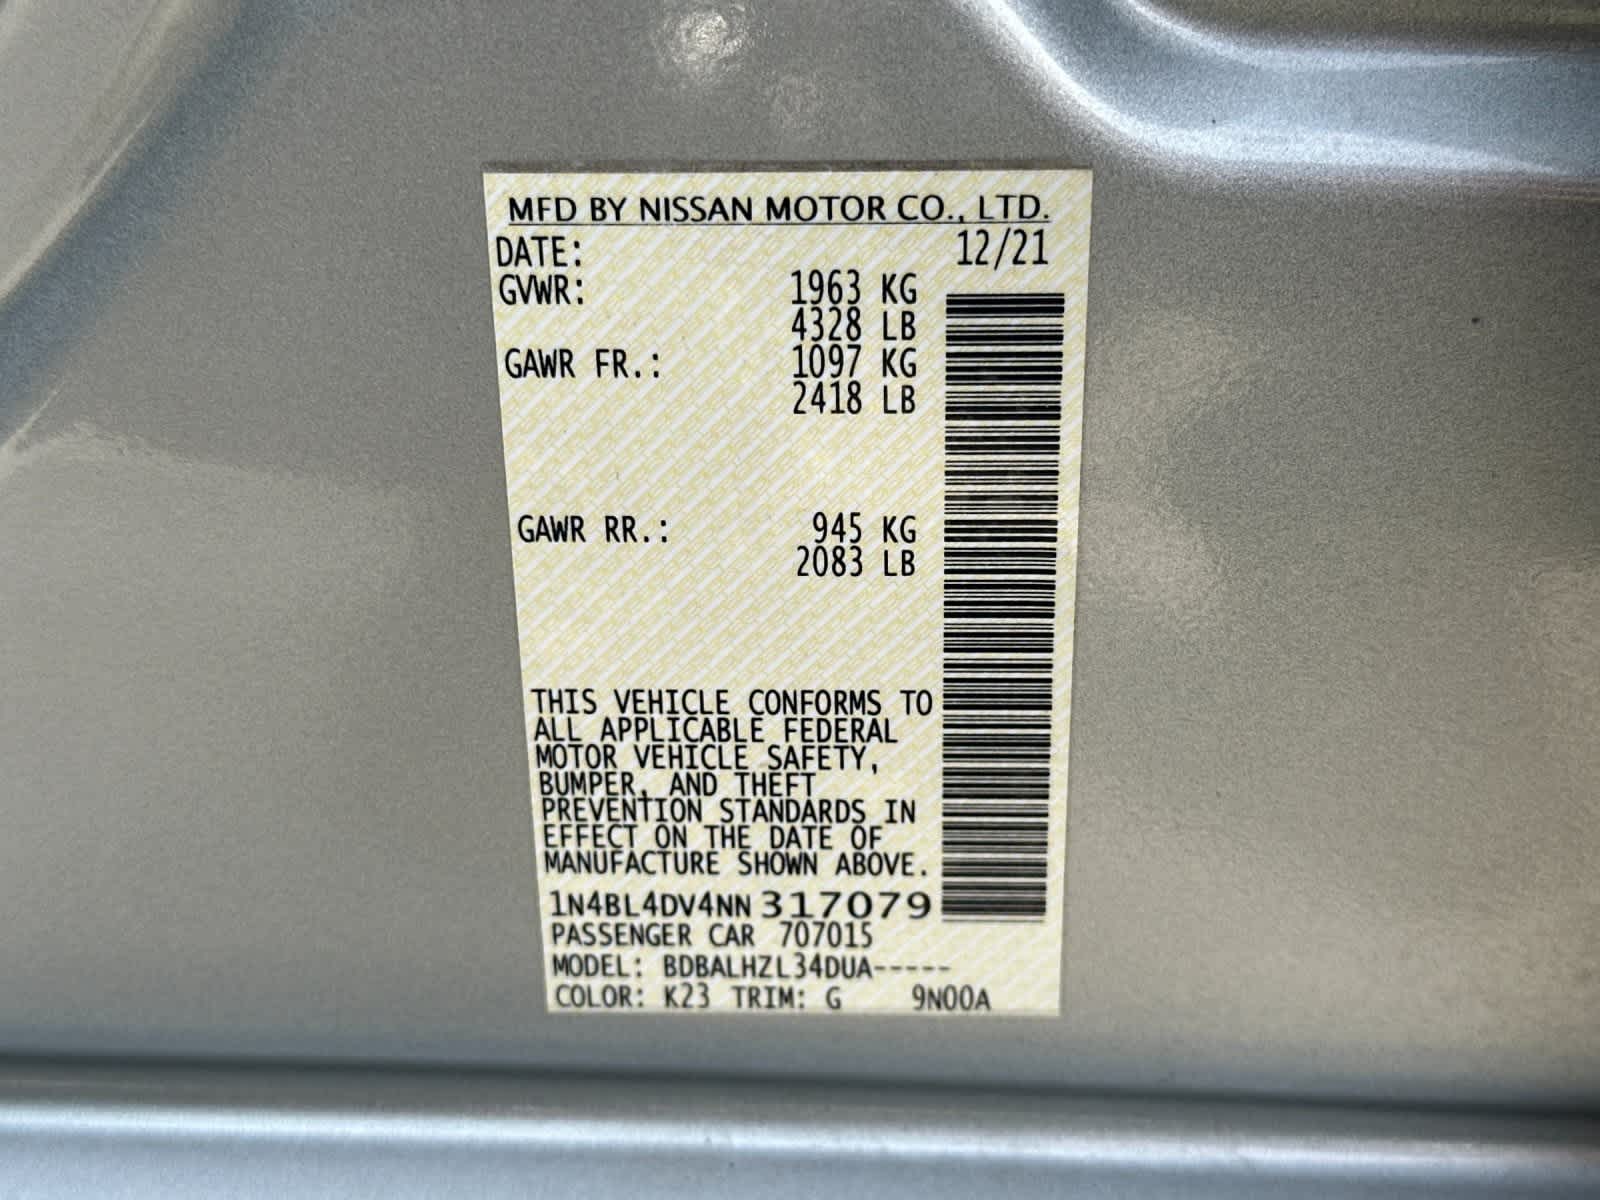 MFD BY NISSAN MOTOR CO., LTD.
DATE: 12/21
GVWR: 1963 KG
4328 LB
GAWR FR.: 1097 KG
2418 LB
GAWR RR.: 945 KG
2083 LB
THIS VEHICLE CONFORMS TO
ALL APPLICABLE FEDERAL
MOTOR VEHICLE SAFETY,
BUMPER, AND THEFT
PREVENTION STANDARDS IN
EFFECT ON THE DATE OF
MANUFACTURE SHOWN ABOVE.
1N4BL4DV4NN317079
PASSENGER CAR 707015
MODEL: BDBALHZL34DUA-----
COLOR: K23 TRIM: G 9N00A